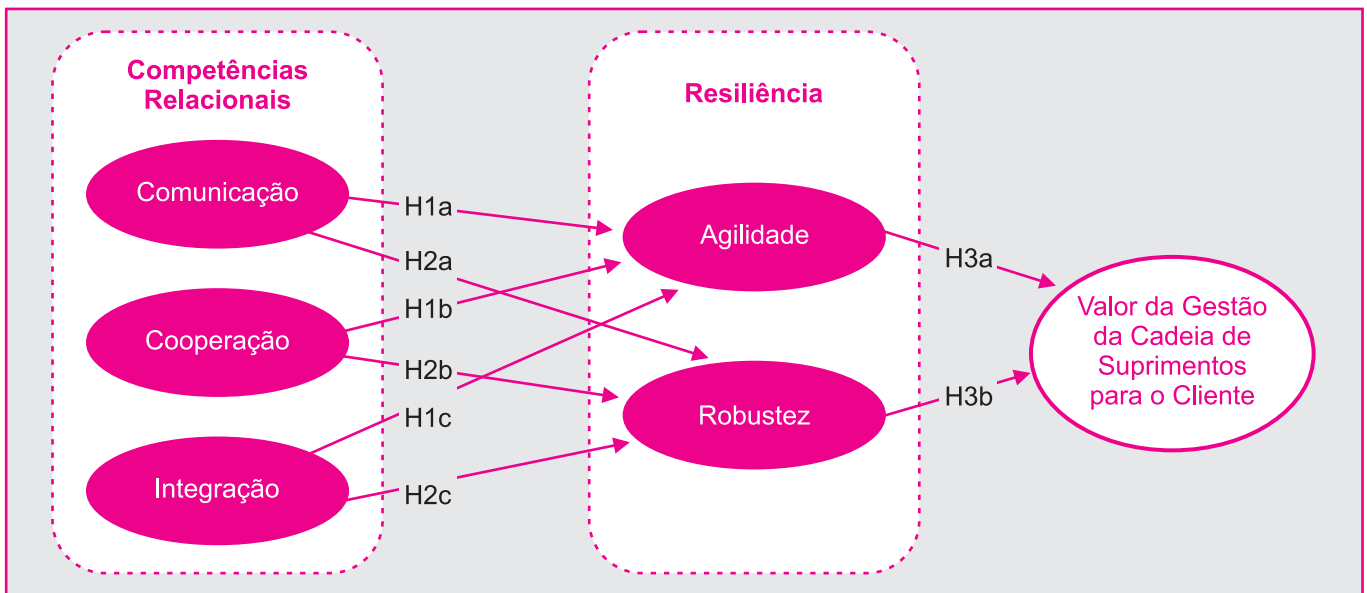 Competências
Relacionais
Comunicação
Cooperação
Integração
H1a
H2a
H1b
H2b
H1c
H2c
Resiliência
Agilidade
Robustez
H3a
H3b
Valor da Gestão
da Cadeia de
Suprimentos
para o Cliente